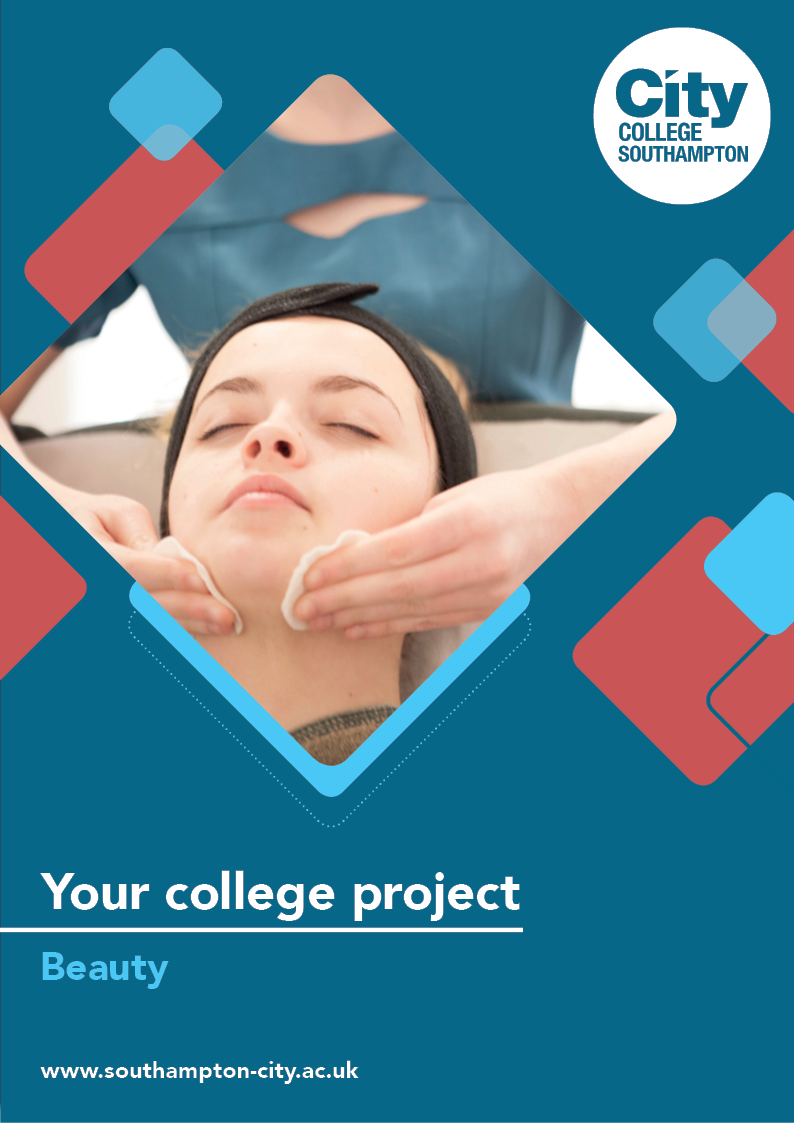 City
COLLEGE
SOUTHAMPTON
Your college project
Beauty
www.southampton-city.ac.uk